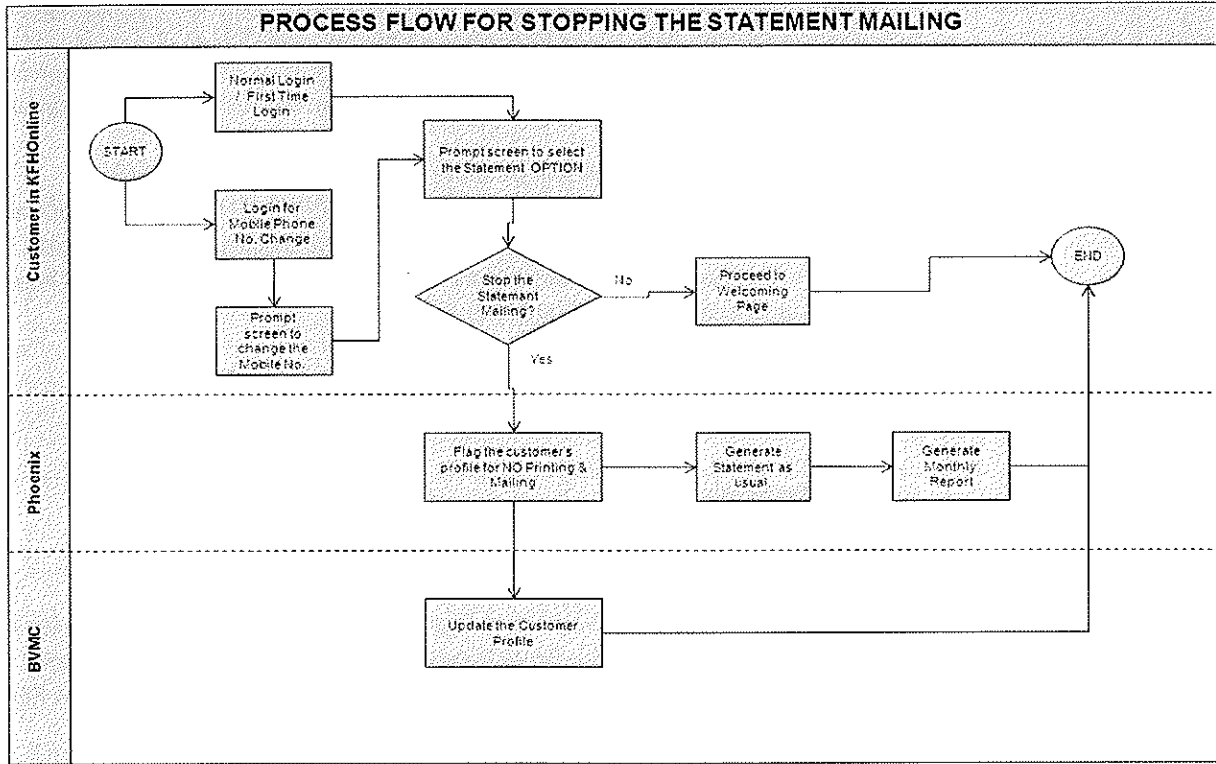 PROCESS FLOW FOR STOPPING THE STATEMENT MAILING
Customer in KFHOnline
START
Normal Login
/ First Time
Login
Login for
Mobile Phone
No. Change
Prompt
screen to
change the
Mobile No.
Prompt screen to select
the Statement OPTION
Stop the
Statemant
Mailing?
No
Yes
Proceed to
Welcoming
Page
END
Phoenix
Flag the customer's
profile for NO Printing &
Mailing
Generate
Statement as
usual
Generate
Monthly
Report
BVMC
Update the Customer
Profile